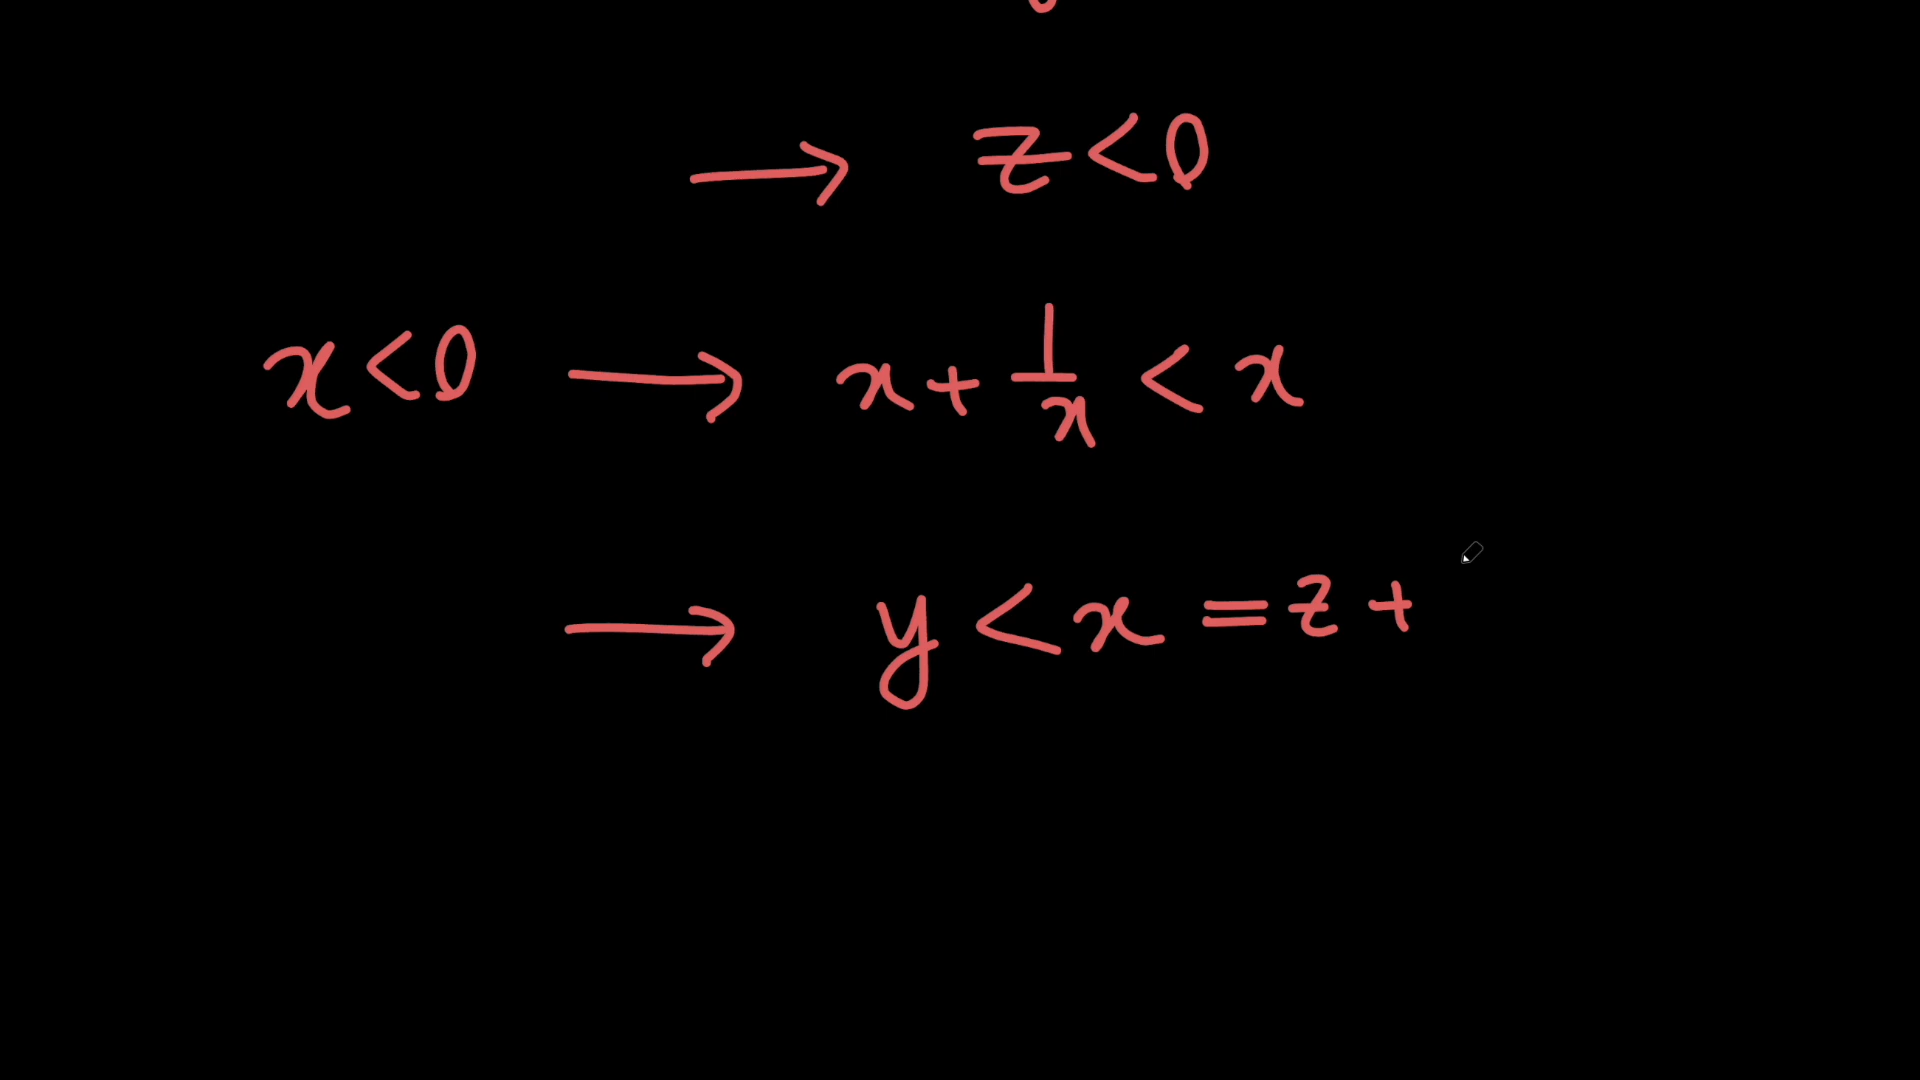 → z < 0
x < 0 → x + 1/x < x
→ y < x = z +